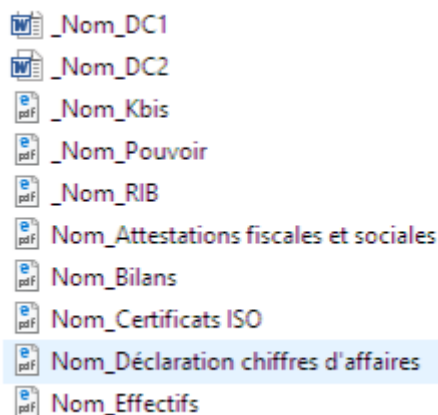 _Nom_DC1
_Nom_DC2
_Nom_Kbis
_Nom_Pouvoir
_Nom_RIB
Nom_Attestations fiscales et sociales
Nom_Bilans
Nom_Certificats ISO
Nom_Déclaration chiffres d'affaires
Nom_Effectifs